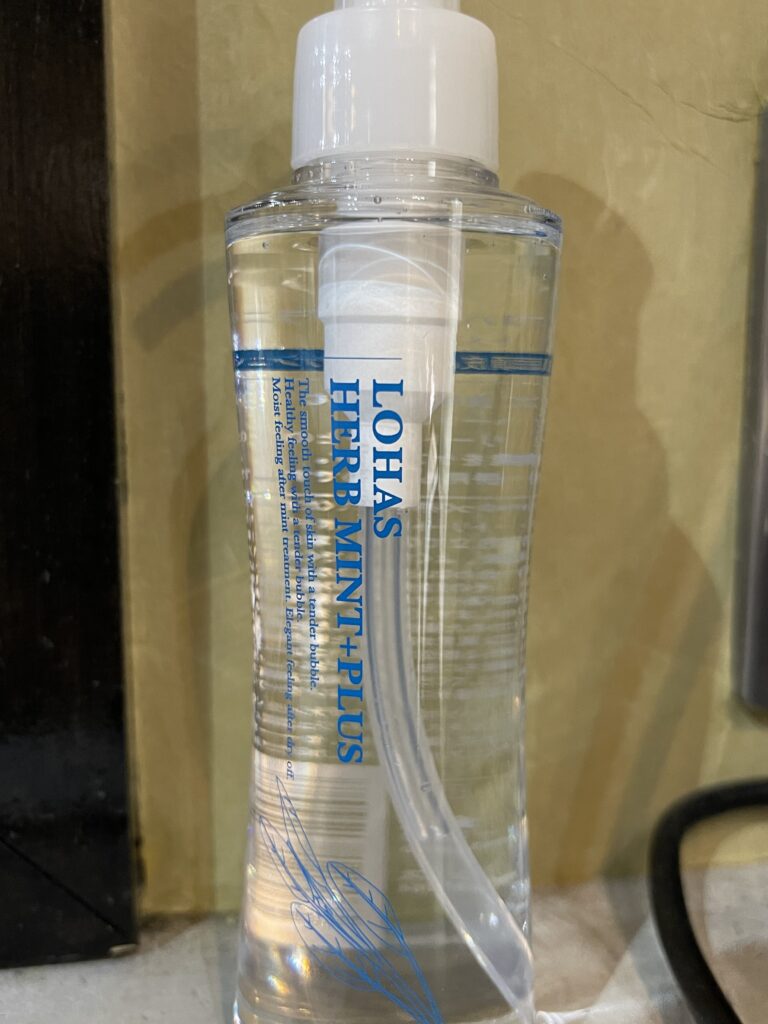 LOHAS
HERB MINT+PLUS
The smooth touch of skin with a tender bubble.
Healthy feeling with a tender bubble.
Moist feeling after mint treatment. Elegant feeling after dry off.